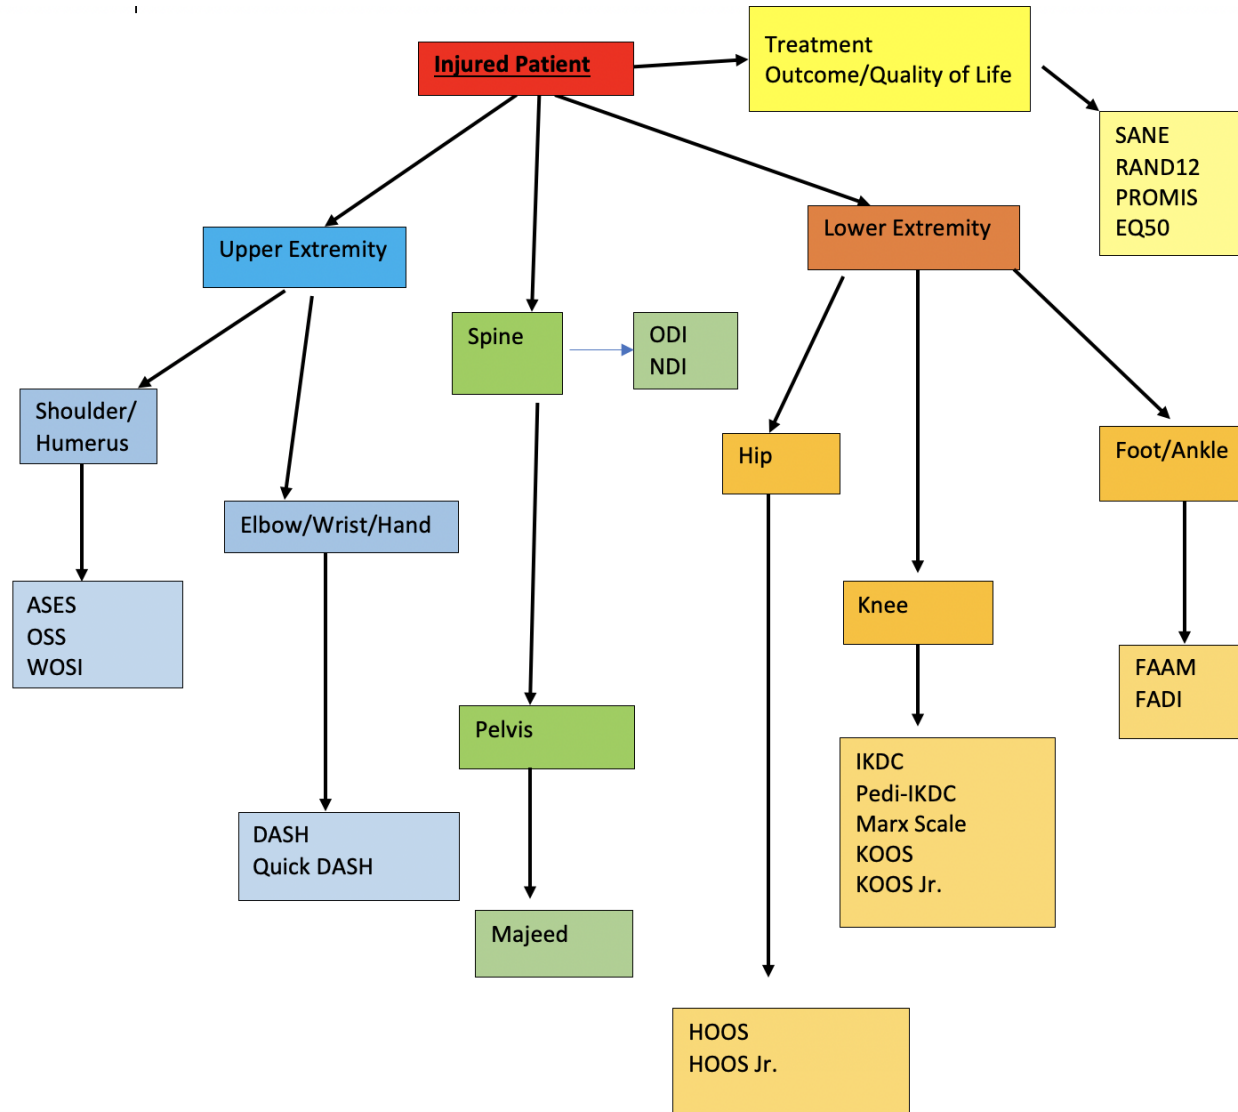 Injured Patient
Treatment
Outcome/Quality of Life
SANE
RAND12
PROMIS
EQ50
Upper Extremity
Lower Extremity
Spine
ODI
NDI
Shoulder/
Humerus
Hip
Foot/Ankle
Elbow/Wrist/Hand
ASES
OSS
WOSI
Knee
FAAM
FADI
Pelvis
IKDC
Pedi-IKDC
Marx Scale
KOOS
KOOS Jr.
DASH
Quick DASH
Majeed
HOOS
HOOS Jr.